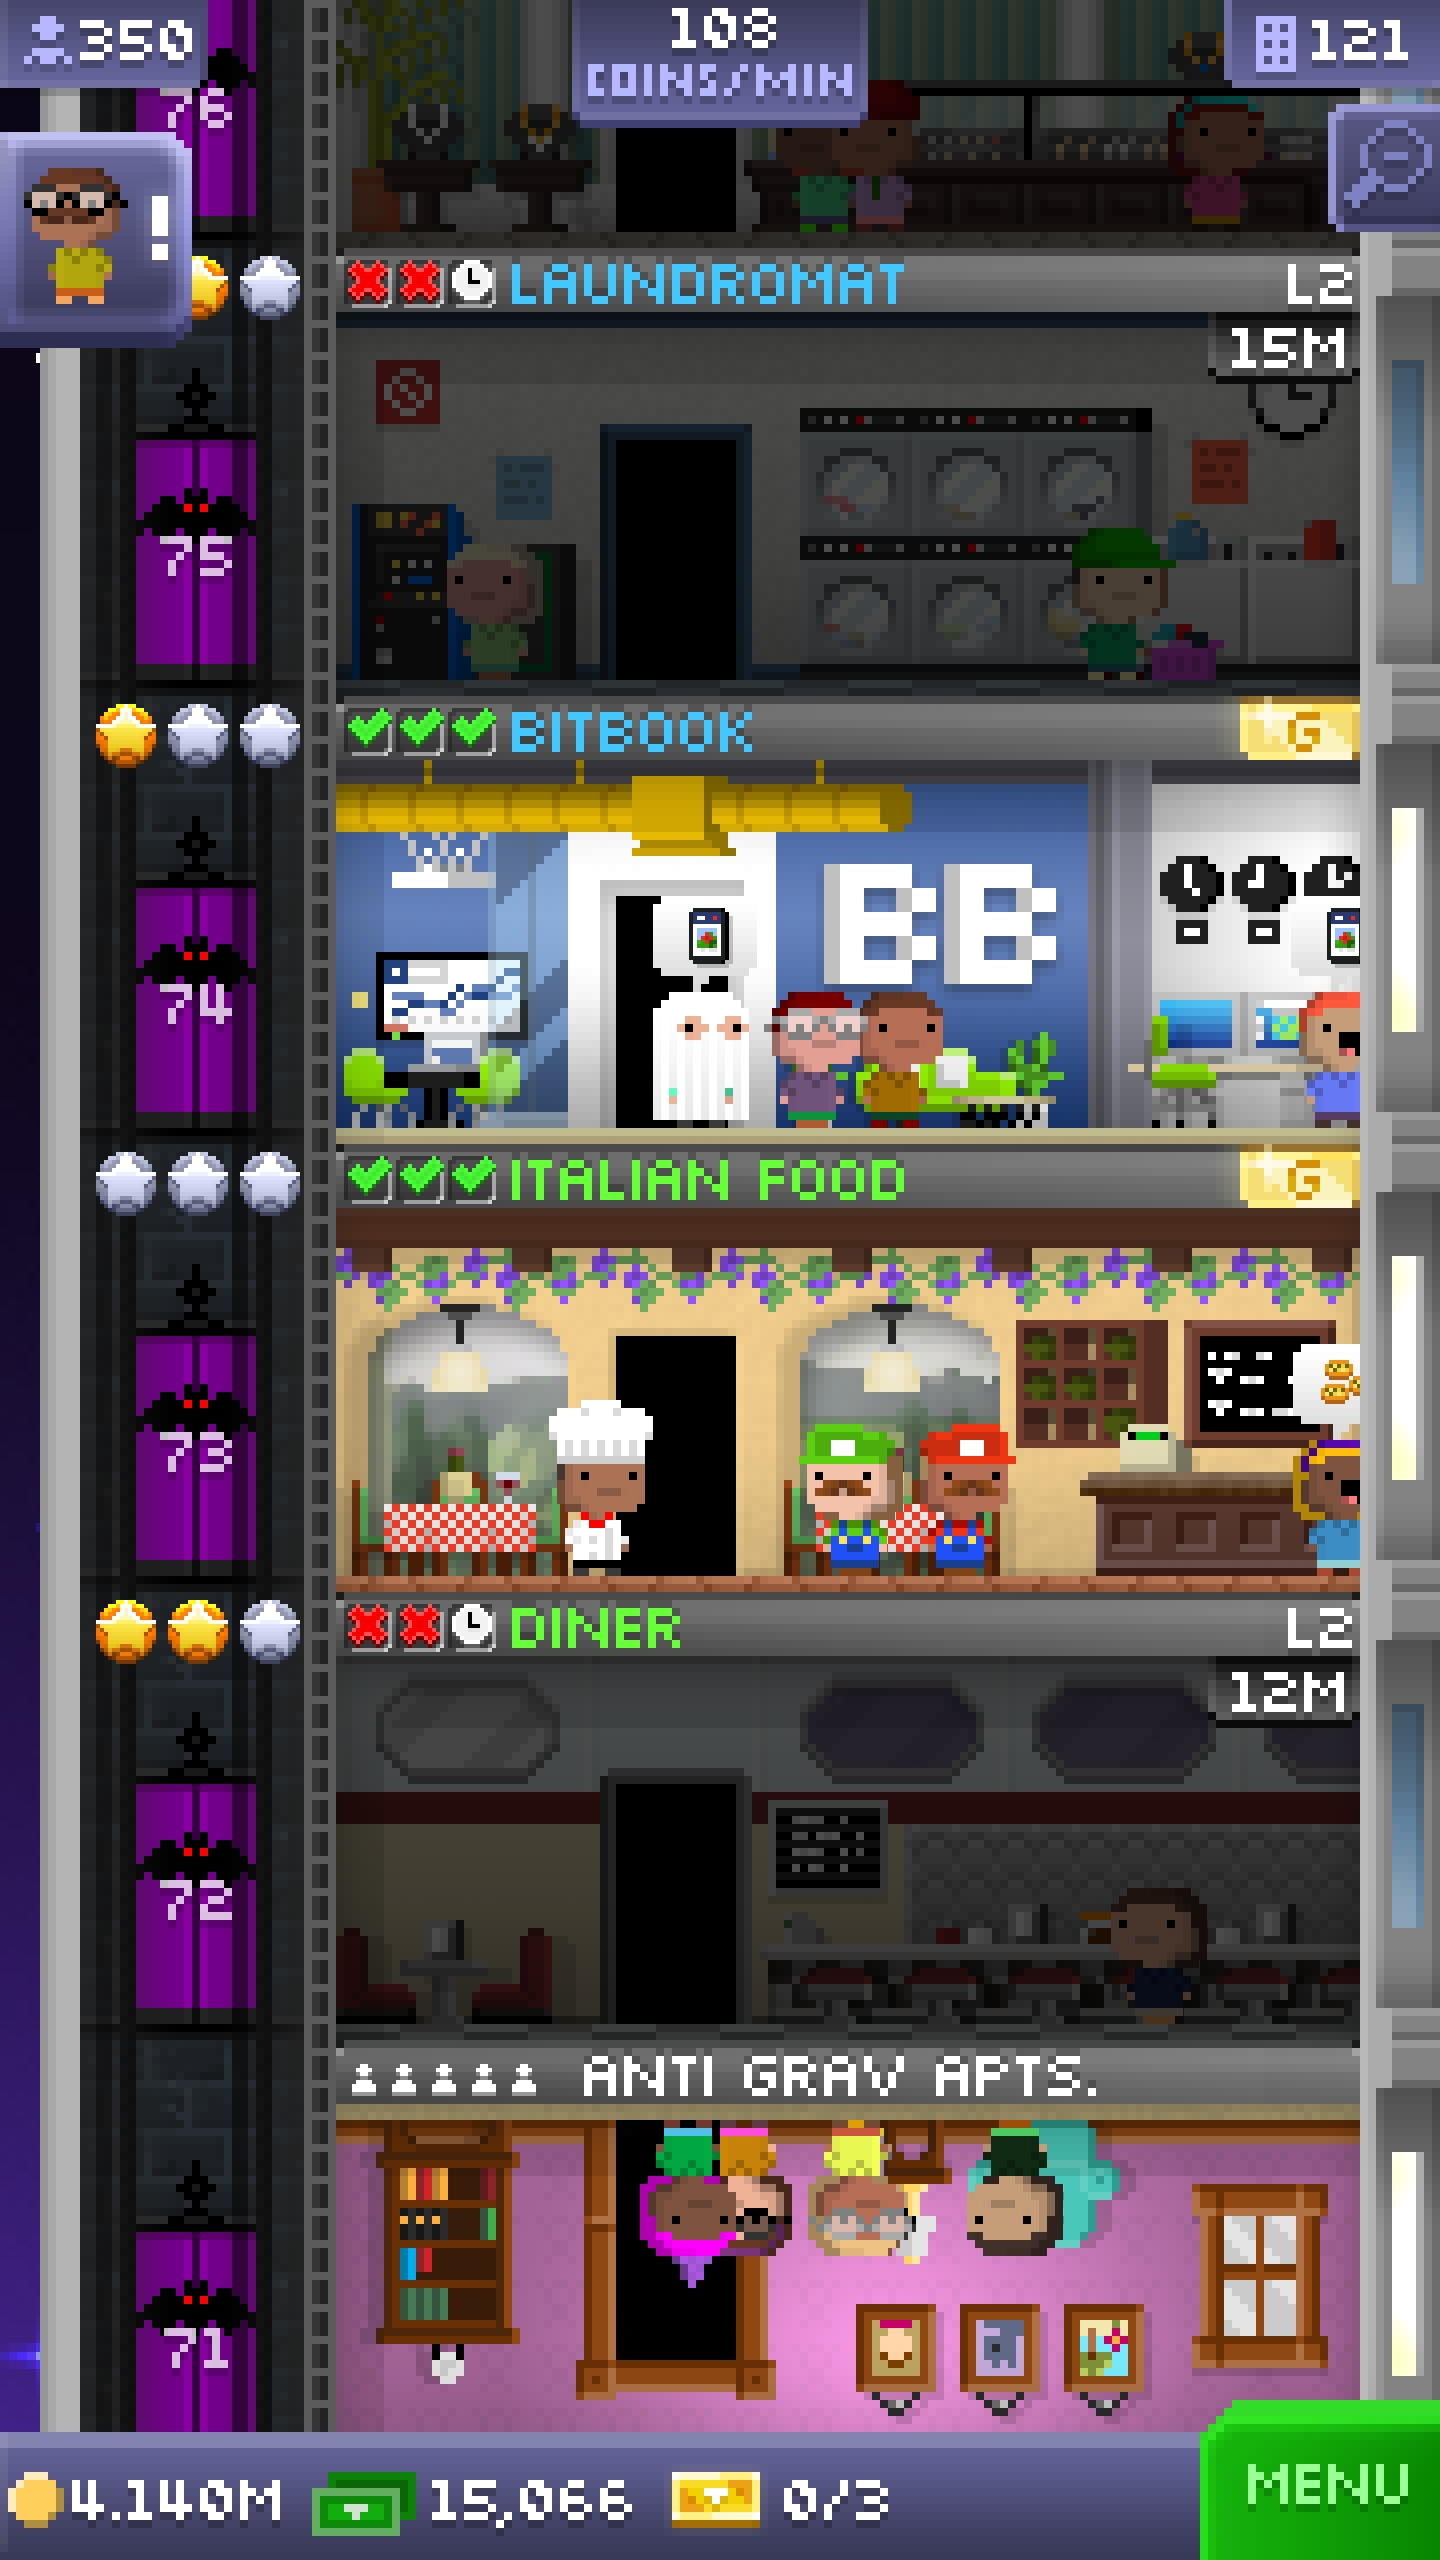 350
108
COINS/MIN
121
76
!
LAUNDROMAT
L2
15M
75
BITBOOK
G
BB
74
ITALIAN FOOD
G
73
DINER
L2
12M
72
ANTI GRAV APTS.
71
4.140M
15,066
0/3
MENU